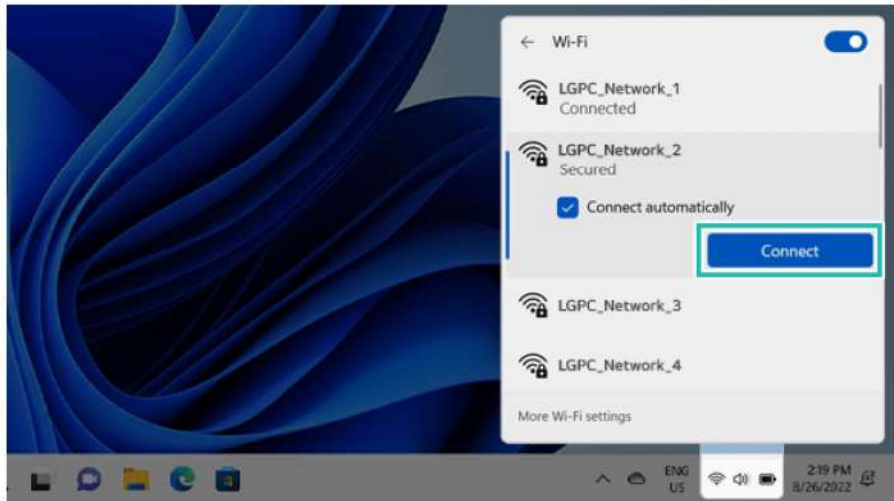 Wi-Fi
LGPC_Network_1
Connected
LGPC_Network_2
Secured
Connect automatically
Connect
LGPC_Network_3
LGPC_Network_4
More Wi-Fi settings
ENG
US
2:19 PM
8/26/2022